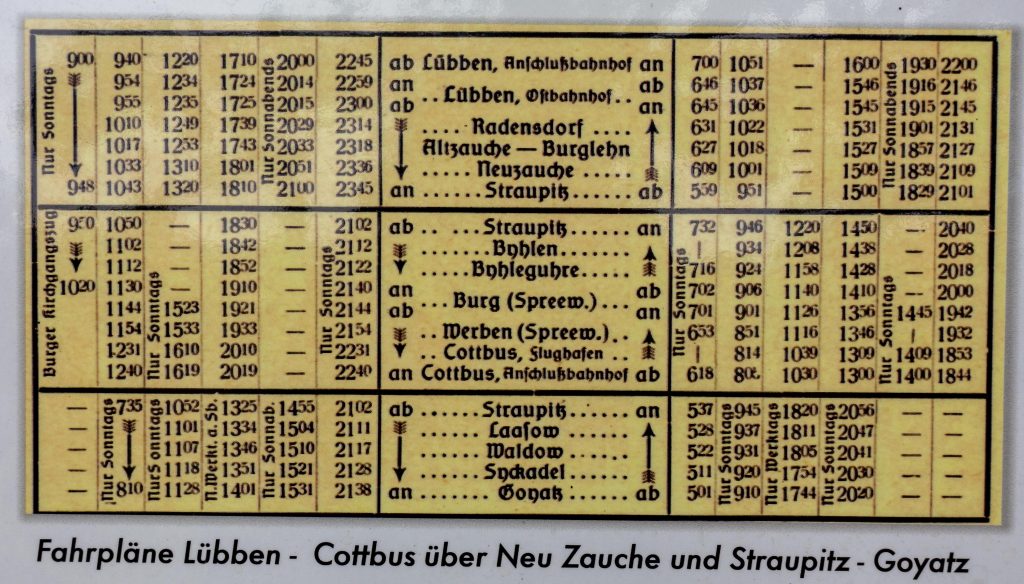 Nur Sonntags Nur Sonnabends Nur Sonnabends
900 940 1220 1710 2000 2245 ab Lübben, Anschlußbahnhof an 700 1051 — 1600 1930 2200
954 1234 1724 2014 2259 an .. Lübben, Ostbahnhof .. ab 646 1037 — 1546 1916 2146
955 1235 1725 2015 2300 ab an 645 1036 — 1545 1915 2145
1010 1249 1739 2029 2314 .... Radensdorf .... 631 1022 — 1531 1901 2131
1017 1253 1743 2033 2318 Altzauche — Burglehn 627 1018 — 1527 1857 2127
1033 1310 1801 2051 2336 ..... Neuzauche ..... 609 1001 — 1509 1839 2109
948 1043 1320 1810 2100 2345 an ..... Straupitz ..... ab 559 951 — 1500 1829 2101
Burger Kirchgangszug Nur Sonntags Nur Sonntags Nur Sonntags Nur Sonntags
1050 — 1830 — 2102 ab .. ... Straupitz ..... an 732 946 1220 1450 — 2040
1102 — 1842 — 2112 ...... Byhlen ...... — 934 1208 1438 — 2028
1112 — 1852 — 2122 .... Byhleguhre ..... 716 924 1158 1428 — 2018
1020 1130 — 1910 — 2140 an .. Burg (Spreew.) ... ab 702 906 1140 1410 — 2000
1144 1523 1921 — 2144 ab an 701 901 1126 1356 1445 1942
1154 1533 1933 — 2154 .. Werben (Spreew.) .. 653 851 1116 1346 1932
1231 1610 2010 — 2231 .. Cottbus, Flughafen .. — 814 1039 1309 1409 1853
1240 1619 2019 — 2240 an Cottbus, Anschlußbahnhof ab 618 1030 1300 1400 1844
Nur Sonntags Nur Sonntags N. Werkt. a. Sb. Nur Sonnab. Nur Sonntags Nur Werktags Nur Sonntags
— 735 1052 1325 1455 2102 ab ...... Straupitz ...... an 537 945 1820 2056 — —
— 1101 1334 1504 2111 ...... Laasow ...... 528 937 1811 2047 — —
— 1107 1346 1510 2117 ...... Waldow ...... 522 931 1805 2041 — —
— 1118 1351 1521 2128 ...... Syckadel ...... 511 920 1754 2030 — —
— 810 1128 1401 1531 2138 an ...... Goyatz ...... ab 501 910 1744 2020 — —
Fahrpläne Lübben - Cottbus über Neu Zauche und Straupitz - Goyatz